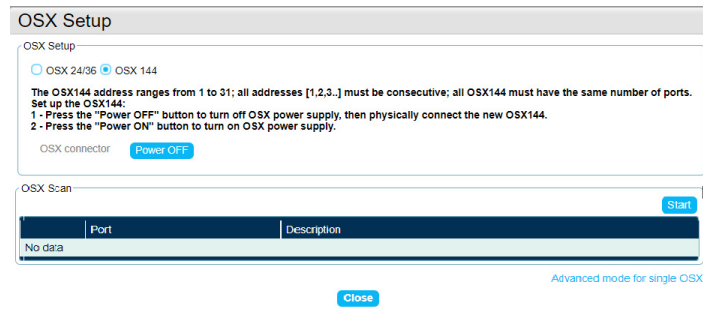 OSX Setup
OSX Setup
OSX 24/36 OSX 144
The OSX144 address ranges from 1 to 31; all addresses [1,2,3..] must be consecutive; all OSX144 must have the same number of ports.
Set up the OSX144:
1 - Press the "Power OFF" button to turn off OSX power supply, then physically connect the new OSX144.
2 - Press the "Power ON" button to turn on OSX power supply.
OSX connector Power OFF
OSX Scan
Start
Port Description
No data
Advanced mode for single OSX
Close